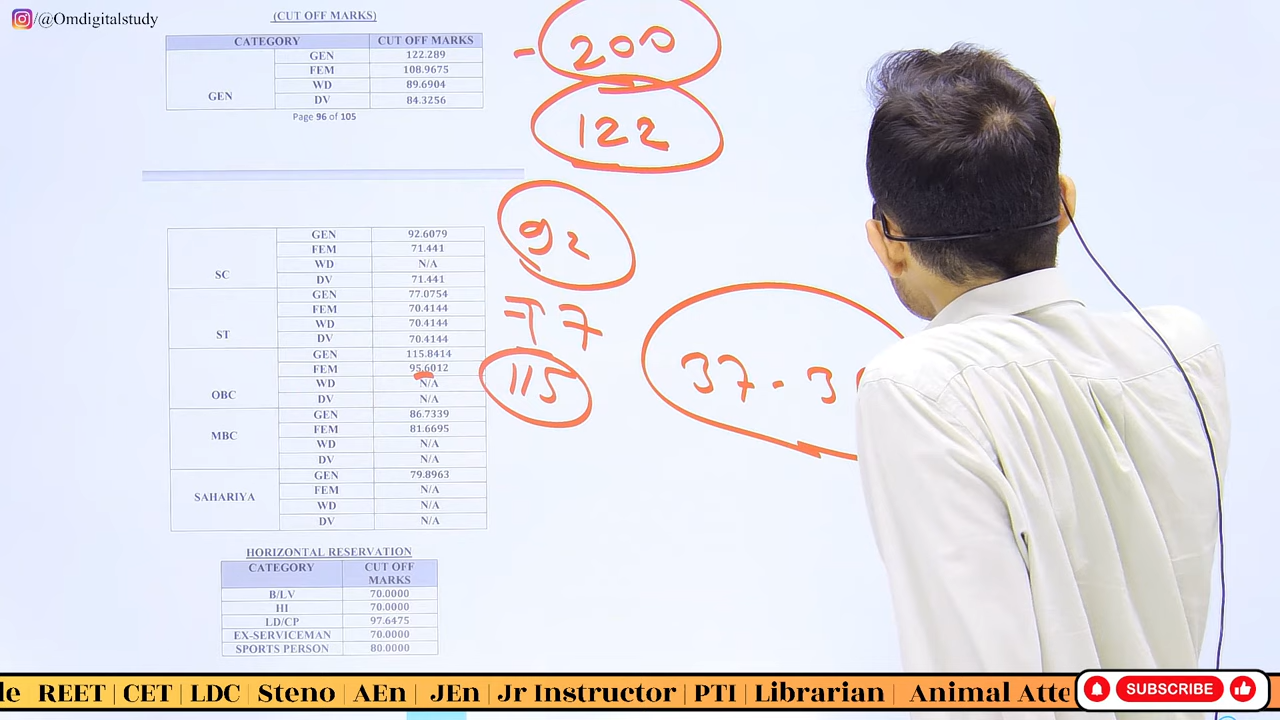 /@Omdigitalstudy
(CUT OFF MARKS)
CATEGORY CUT OFF MARKS
GEN GEN 122.289
FEM 108.9675
WD 89.6904
DV 84.3256
Page 96 of 105
SC GEN 92.6079
FEM 71.441
WD N/A
DV 71.441
ST GEN 77.0754
FEM 70.4144
WD 70.4144
DV 70.4144
OBC GEN 115.8414
FEM 95.6012
WD N/A
DV N/A
MBC GEN 86.7339
FEM 81.6695
WD N/A
DV N/A
SAHARIYA GEN 79.8963
FEM N/A
WD N/A
DV N/A
HORIZONTAL RESERVATION
CATEGORY CUT OFF
MARKS
B/LV 70.0000
HI 70.0000
LD/CP 97.6475
EX-SERVICEMAN 70.0000
SPORTS PERSON 80.0000
200
122
92
77
115
37-3
le | REET | CET | LDC | Steno | AEn | JEn | Jr Instructor | PTI | Librarian | Animal Atte
SUBSCRIBE